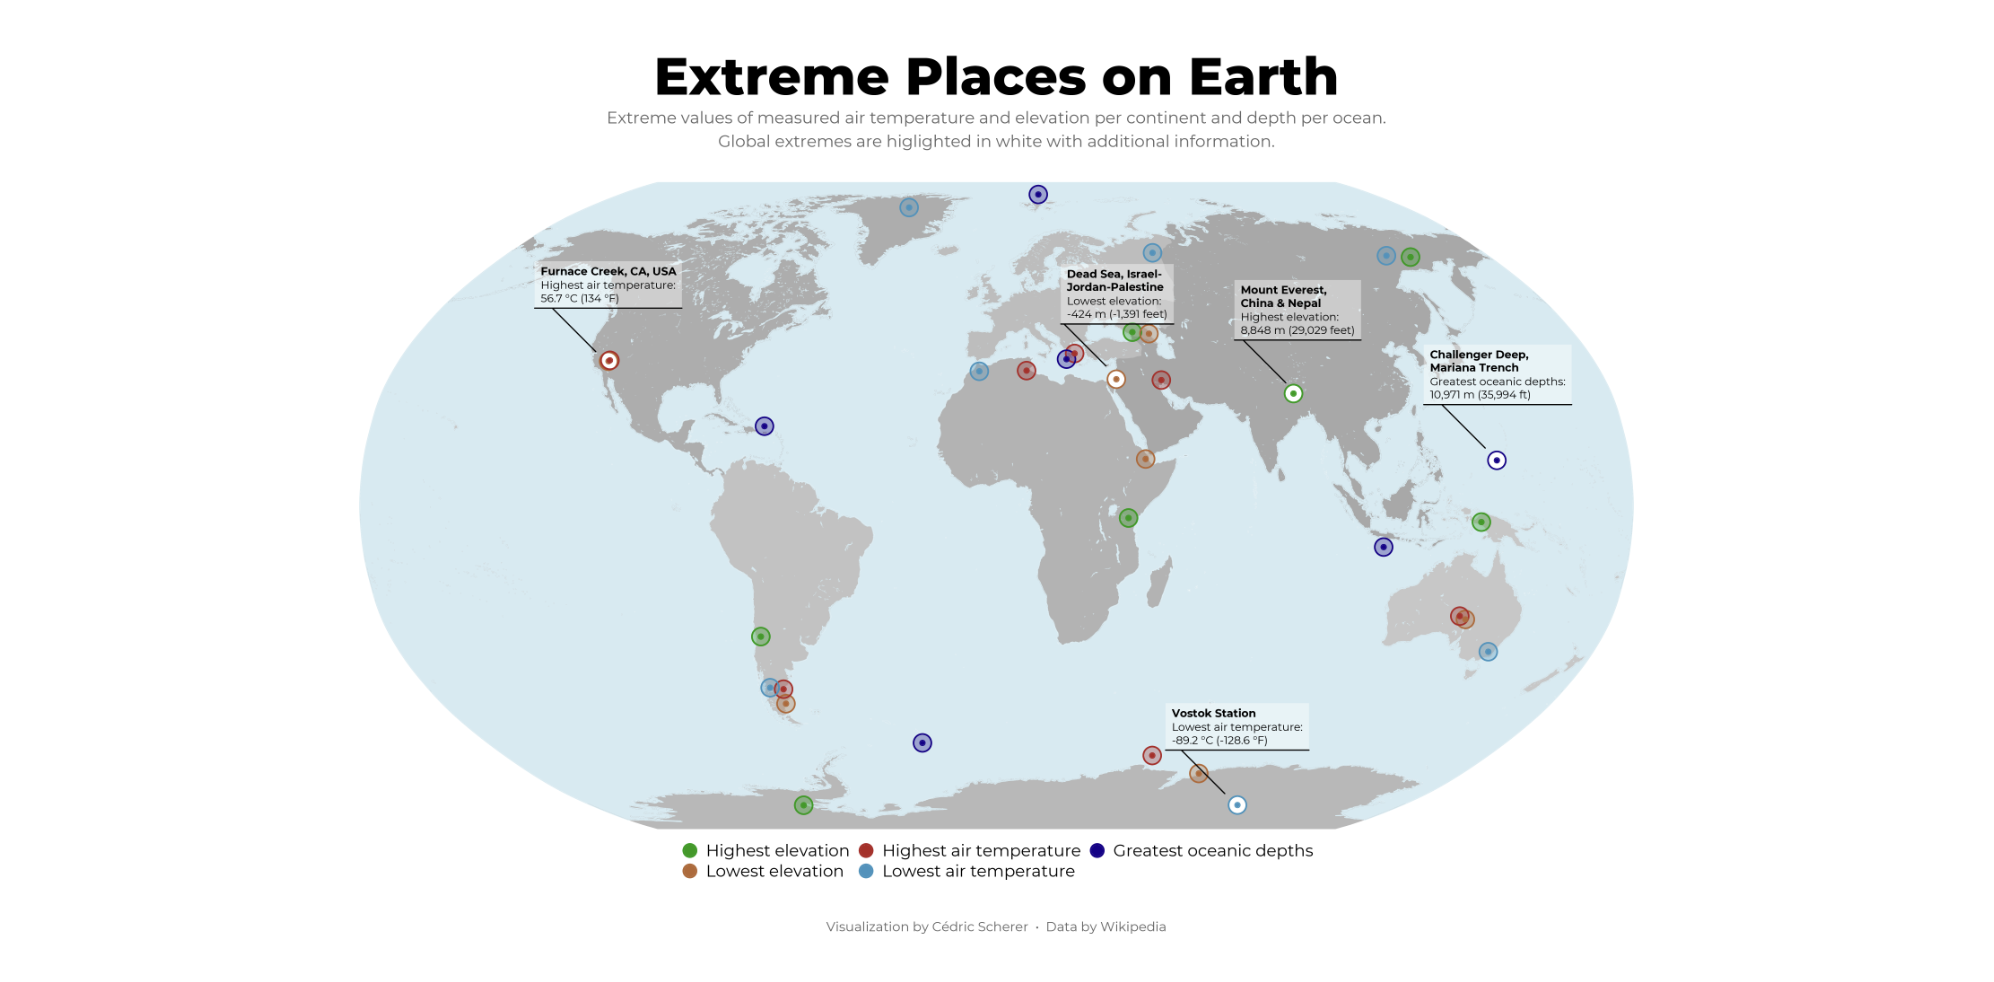 Extreme Places on Earth
Extreme values of measured air temperature and elevation per continent and depth per ocean.
Global extremes are higlighted in white with additional information.
Furnace Creek, CA, USA
Highest air temperature:
56.7 °C (134 °F)
Dead Sea, Israel-
Jordan-Palestine
Lowest elevation:
-424 m (-1,391 feet)
Mount Everest,
China & Nepal
Highest elevation:
8,848 m (29,029 feet)
Challenger Deep,
Mariana Trench
Greatest oceanic depths:
10,971 m (35,994 ft)
Vostok Station
Lowest air temperature:
-89.2 °C (-128.6 °F)
Highest elevation
Highest air temperature
Greatest oceanic depths
Lowest elevation
Lowest air temperature
Visualization by Cédric Scherer • Data by Wikipedia